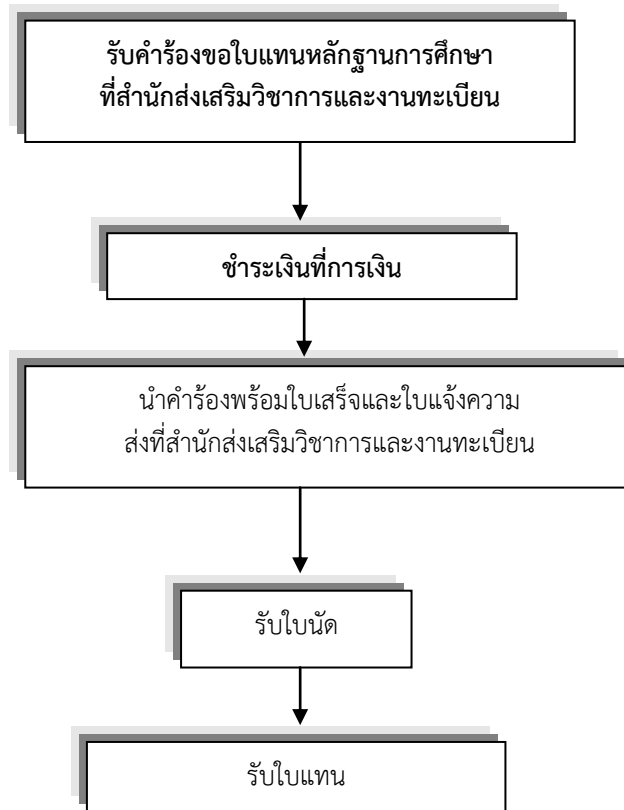 รับคำร้องขอใบแทนหลักฐานการศึกษา
ที่สำนักส่งเสริมวิชาการและงานทะเบียน
ชำระเงินที่การเงิน
นำคำร้องพร้อมใบเสร็จและใบแจ้งความ
ส่งที่สำนักส่งเสริมวิชาการและงานทะเบียน
รับใบนัด
รับใบแทน